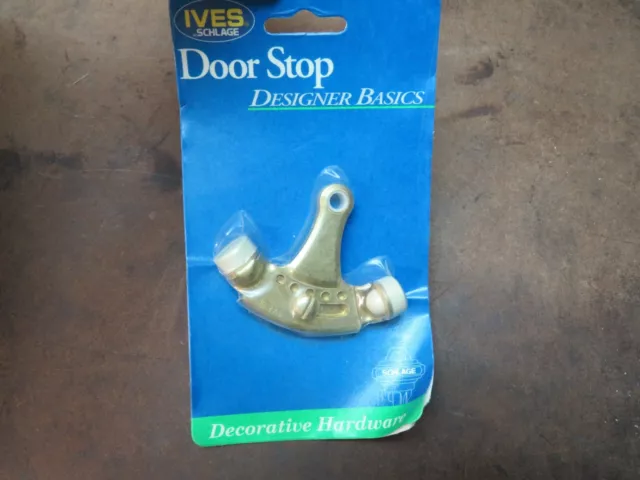 IVES
SCHLAGE
Door Stop
DESIGNER BASICS
SCHLAGE
Decorative Hardware